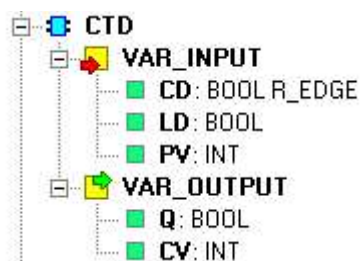 CTD
VAR_INPUT
CD: BOOL R_EDGE
LD: BOOL
PV: INT
VAR_OUTPUT
Q: BOOL
CV: INT